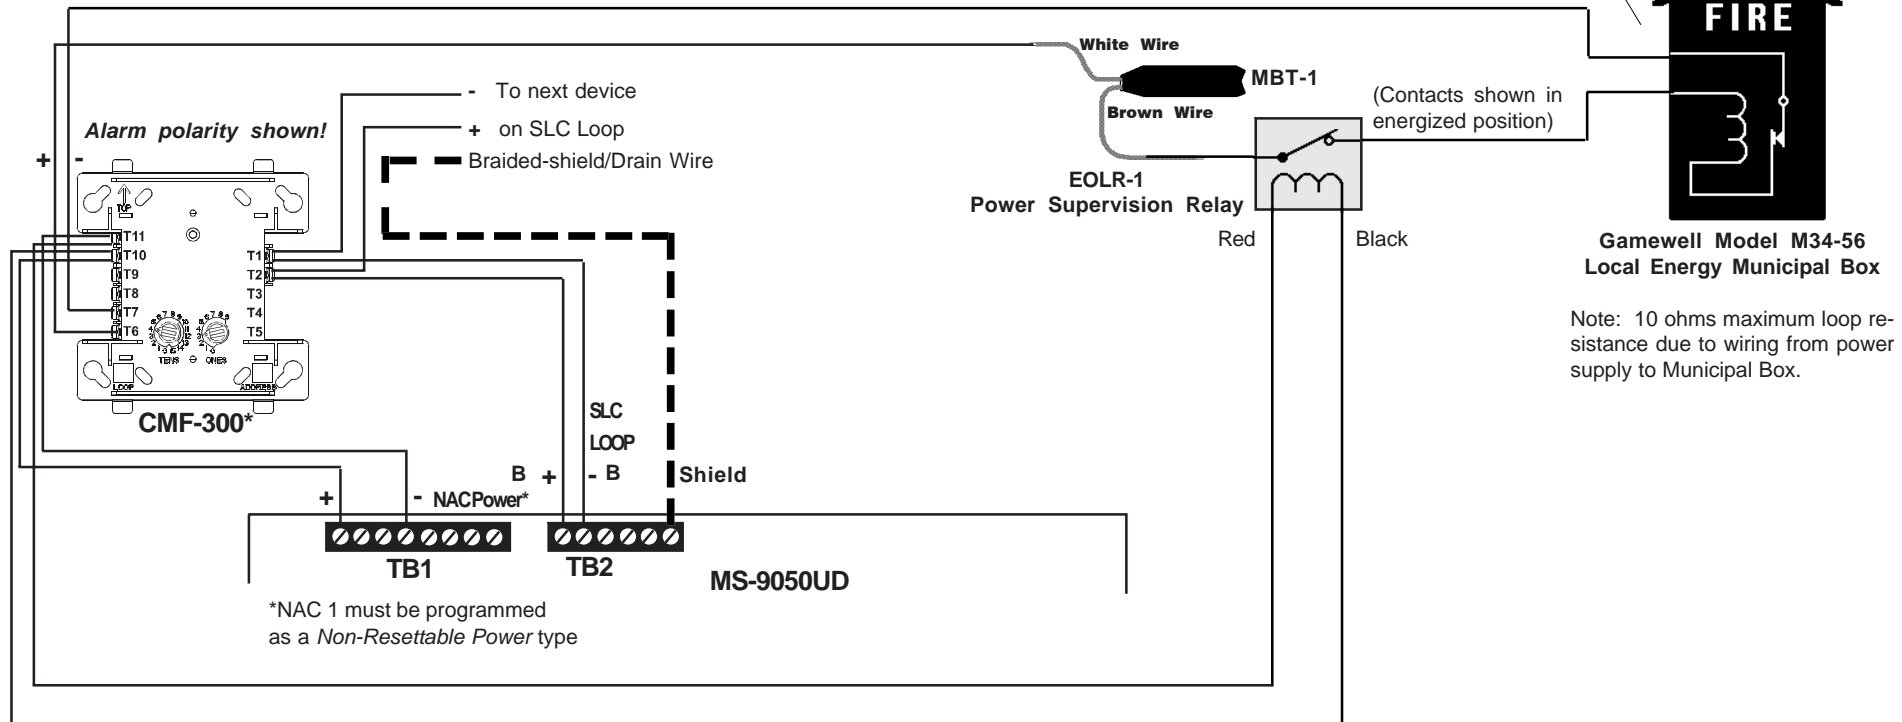 FIRE
White Wire
MBT-1
Brown Wire
(Contacts shown in
energized position)
- To next device
+ on SLC Loop
Braided-shield/Drain Wire
Alarm polarity shown!
+ -
EOLR-1
Power Supervision Relay
Red
Black
Gamewell Model M34-56
Local Energy Municipal Box
Note: 10 ohms maximum loop re-
sistance due to wiring from power
supply to Municipal Box.
TOP
T11
T10
T9
T8
T7
T6
T1
T2
T3
T4
T5
TENS
ONES
LOOP
ADDRESS
CMF-300*
SLC
LOOP
B + - B
Shield
+ - NACPower*
TB1
TB2
MS-9050UD
*NAC 1 must be programmed
as a Non-Resettable Power type